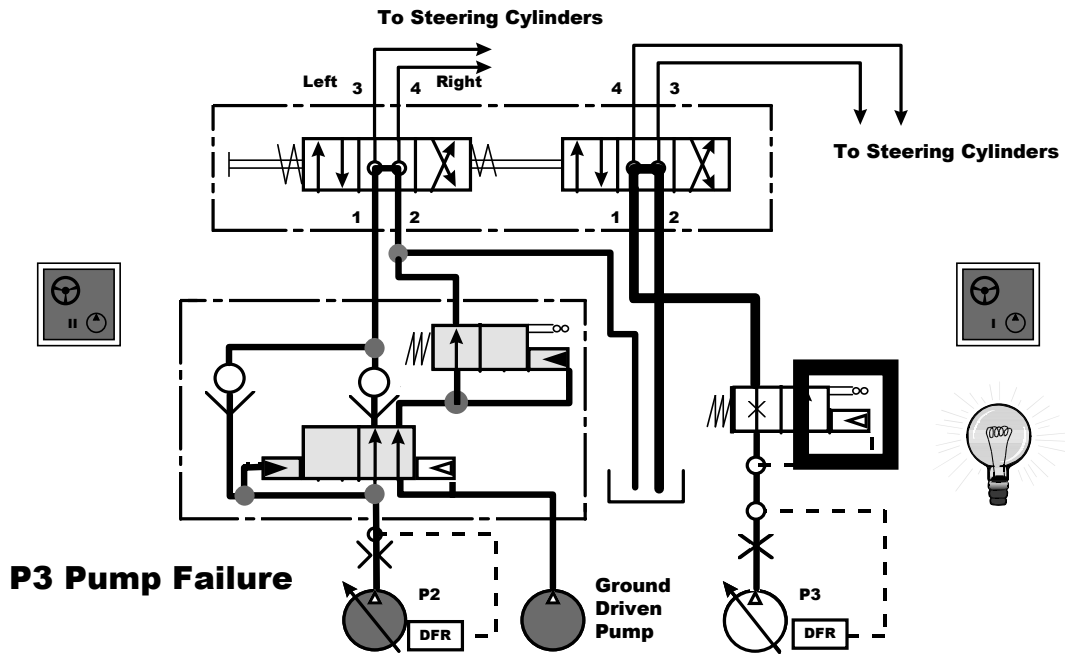 To Steering Cylinders
Left 3 4 Right
4 3
To Steering Cylinders
1 2
1 2
II
I
P3 Pump Failure
P2
DFR
Ground
Driven
Pump
P3
DFR